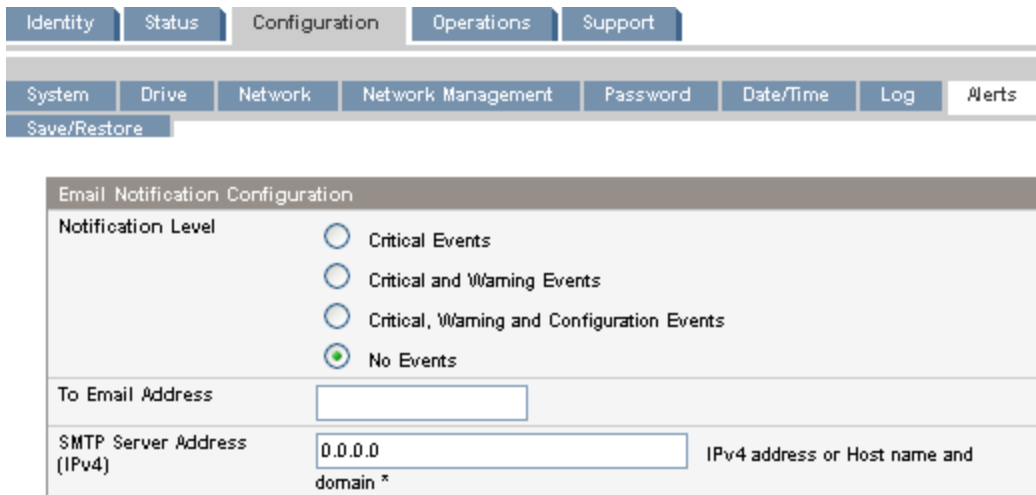 Identity Status Configuration Operations Support
System Drive Network Network Management Password Date/Time Log Alerts
Save/Restore
Email Notification Configuration
Notification Level
Critical Events
Critical and Warning Events
Critical, Warning and Configuration Events
No Events
To Email Address
SMTP Server Address
(IPv4)
0.0.0.0 IPv4 address or Host name and
domain *